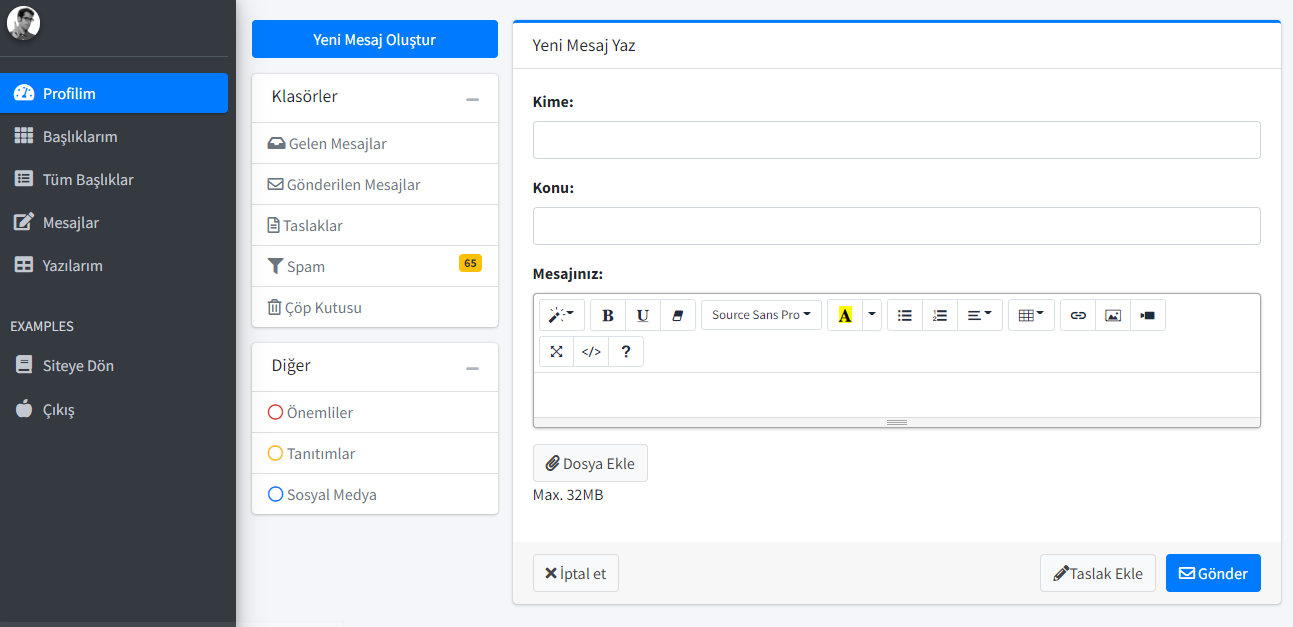 Profilim
Başlıklarım
Tüm Başlıklar
Mesajlar
Yazılarım
EXAMPLES
Siteye Dön
Çıkış
Yeni Mesaj Oluştur
Klasörler
Gelen Mesajlar
Gönderilen Mesajlar
Taslaklar
Spam 65
Çöp Kutusu
Diğer
Önemliler
Tanıtımlar
Sosyal Medya
Yeni Mesaj Yaz
Kime:
Konu:
Mesajınız:
B U Source Sans Pro A
</> ?
Dosya Ekle
Max. 32MB
İptal et Taslak Ekle Gönder